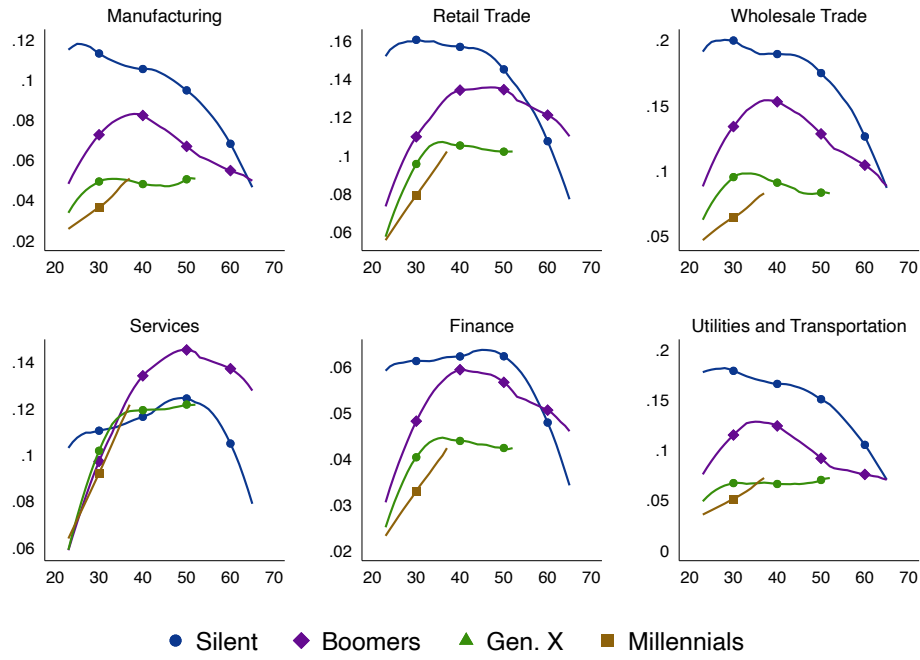 Manufacturing
.12
.1
.08
.06
.04
.02
20 30 40 50 60 70
Retail Trade
.16
.14
.12
.1
.08
.06
20 30 40 50 60 70
Wholesale Trade
.2
.15
.1
.05
20 30 40 50 60 70
Services
.14
.12
.1
.08
.06
20 30 40 50 60 70
Finance
.06
.05
.04
.03
.02
20 30 40 50 60 70
Utilities and Transportation
.2
.15
.1
.05
0
20 30 40 50 60 70
Silent Boomers Gen. X Millennials